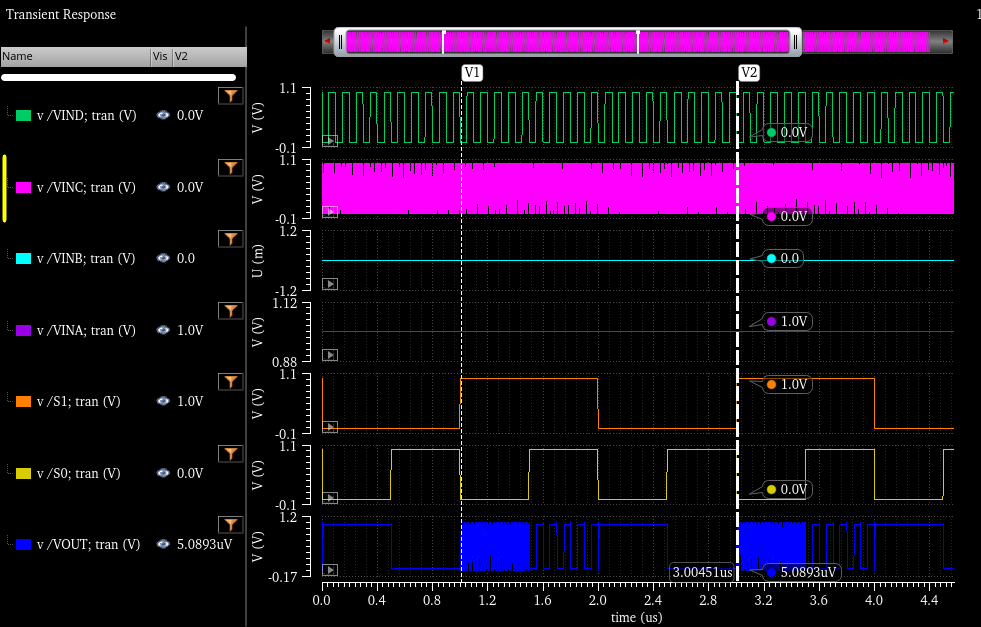 Transient Response 1
Name Vis V2
V1 V2
v /VIND; tran (V) 0.0V
1.1
V (V)
-0.1
0.0V
v /VINC; tran (V) 0.0V
1.1
V (V)
-0.1
0.0V
v /VINB; tran (V) 0.0
1.2
U (m)
-1.2
0.0
v /VINA; tran (V) 1.0V
1.12
V (V)
0.88
1.0V
v /S1; tran (V) 1.0V
1.1
V (V)
-0.1
1.0V
v /S0; tran (V) 0.0V
1.1
V (V)
-0.1
0.0V
v /VOUT; tran (V) 5.0893uV
1.2
V (V)
-0.17
3.00451us
5.0893uV
0.0 0.4 0.8 1.2 1.6 2.0 2.4 2.8 3.2 3.6 4.0 4.4
time (us)